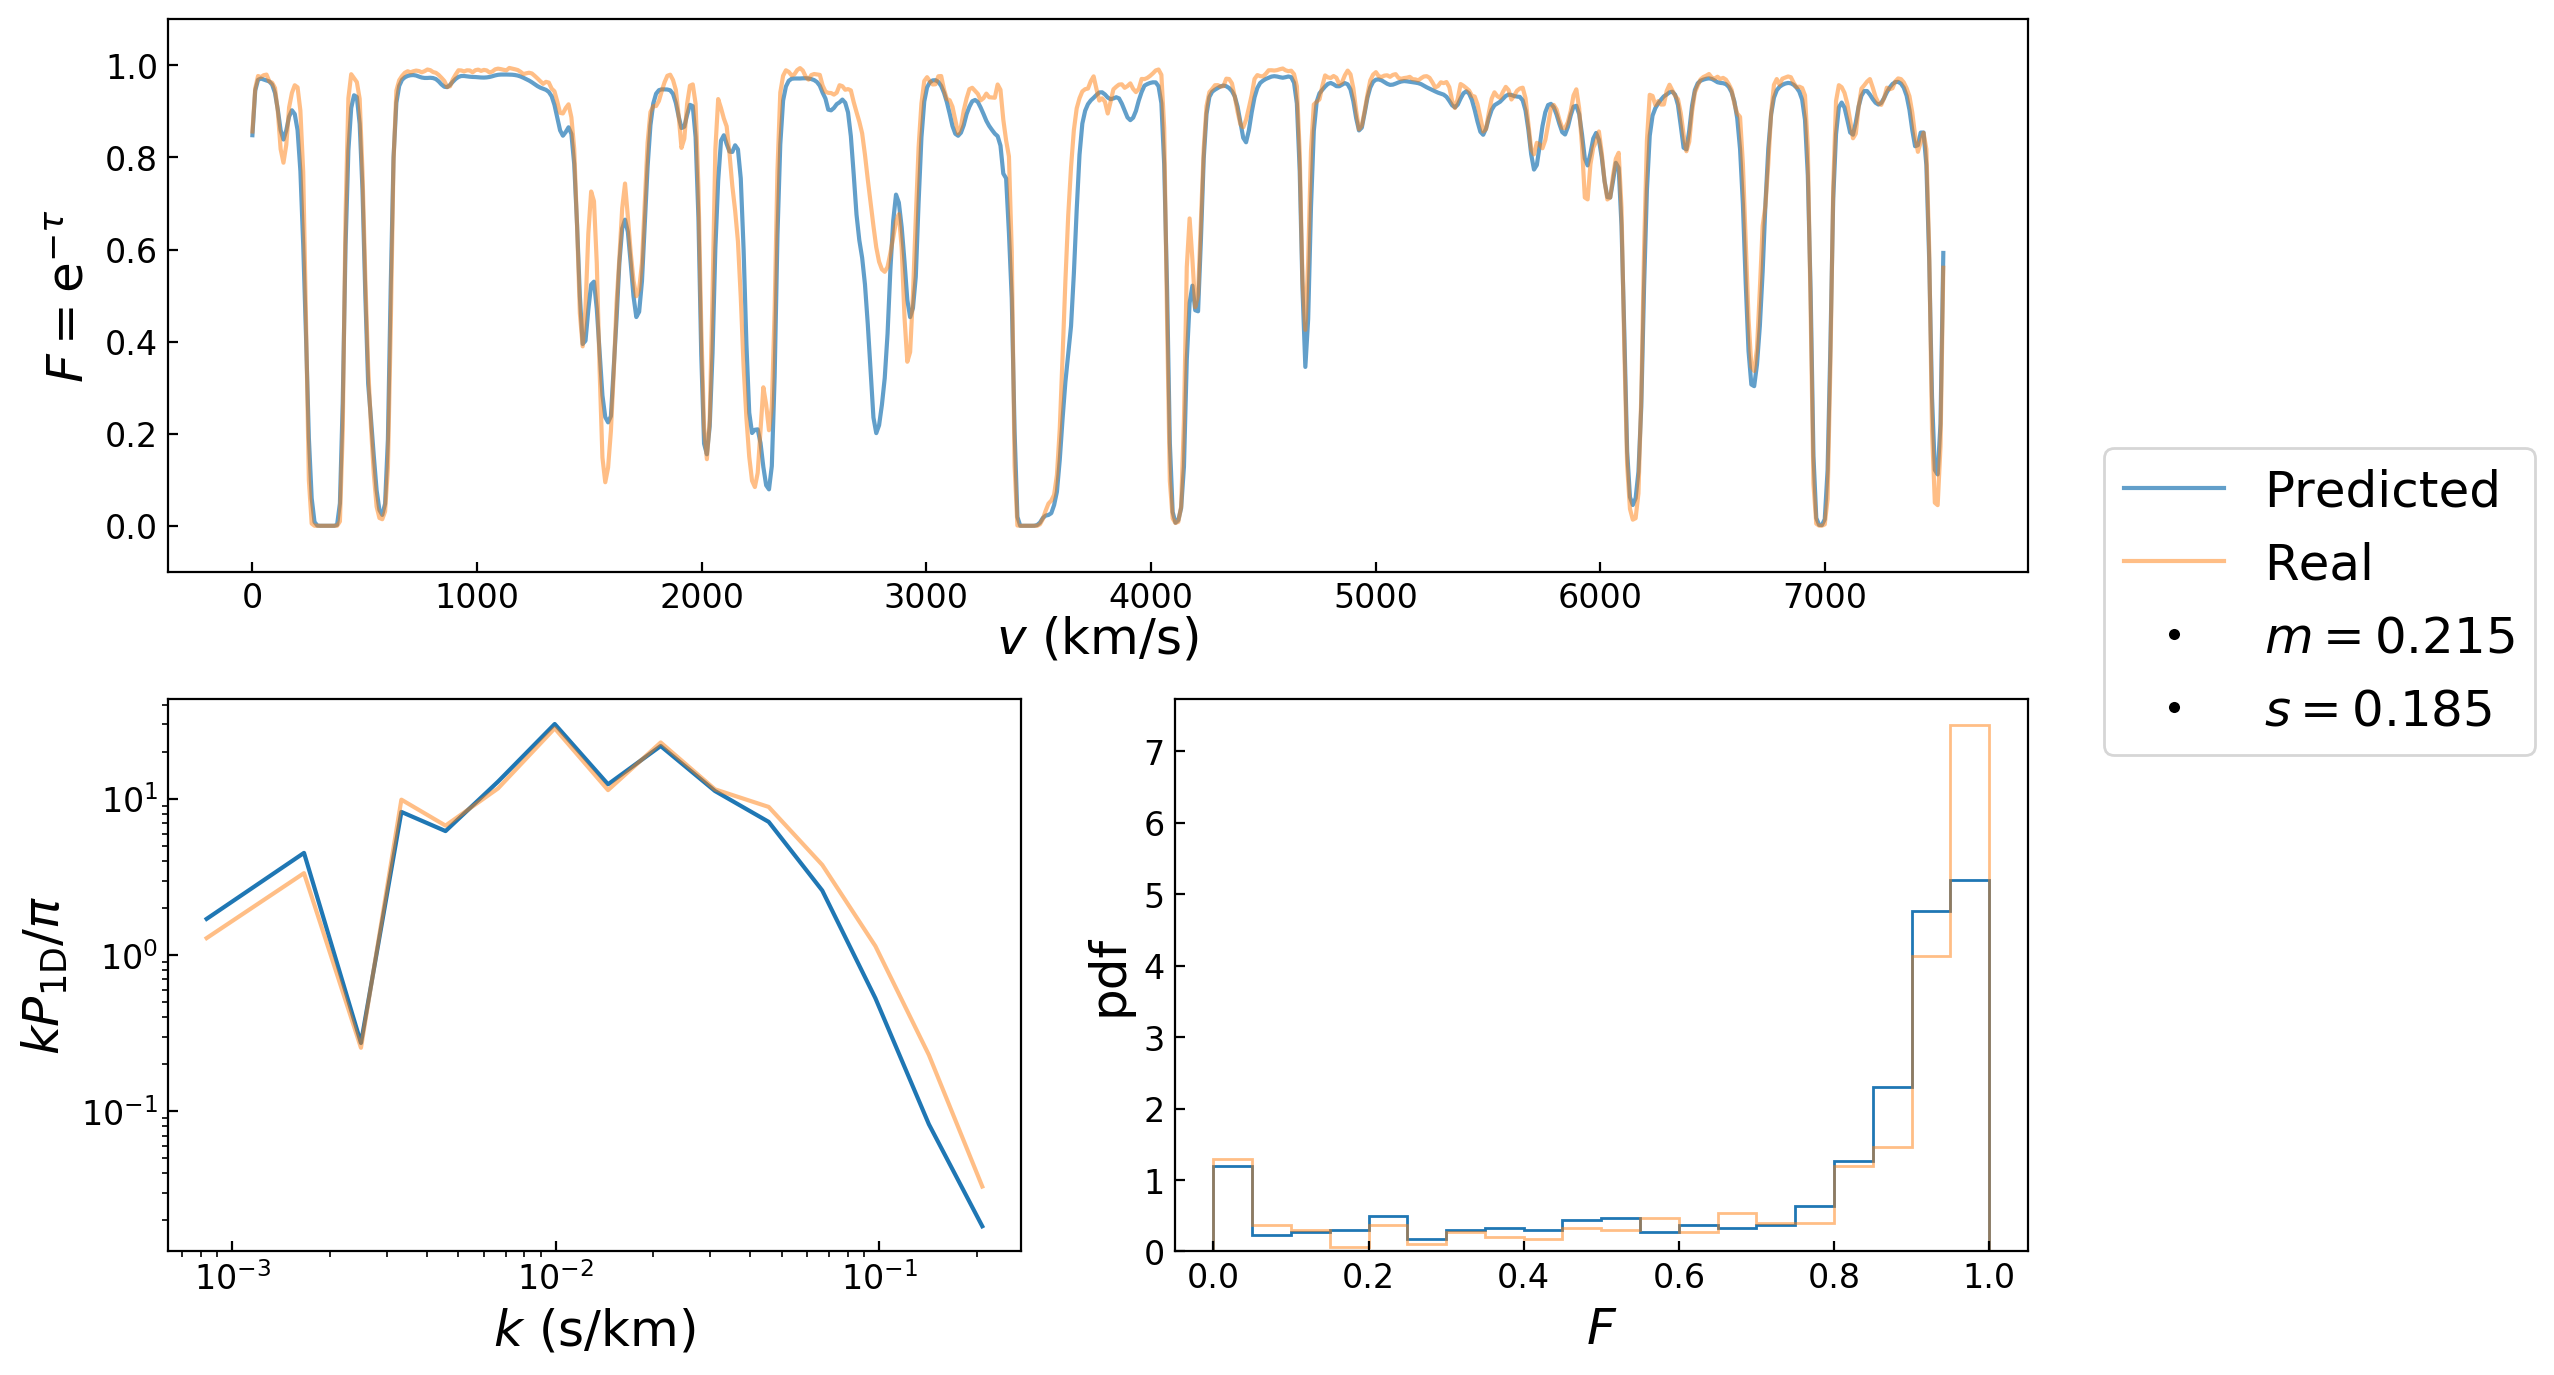 1.0
0.8
0.6
0.4
0.2
0.0
F = e^{-τ}
0 1000 2000 3000 4000 5000 6000 7000
v (km/s)
Predicted
Real
m = 0.215
s = 0.185
10^1
10^0
10^{-1}
kP_{1D}/π
10^{-3} 10^{-2} 10^{-1}
k (s/km)
7
6
5
4
3
2
1
0
pdf
0.0 0.2 0.4 0.6 0.8 1.0
F